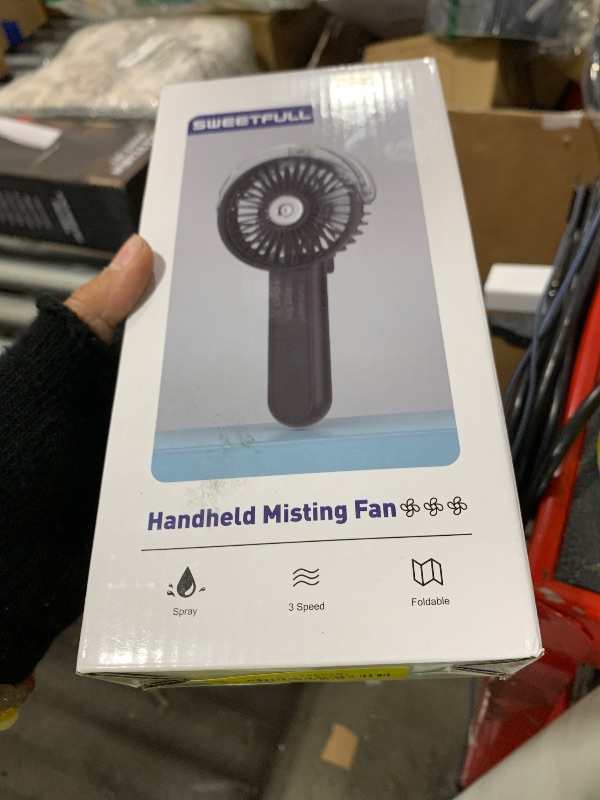 SWEETFULL
Handheld Misting Fan
Spray
3 Speed
Foldable